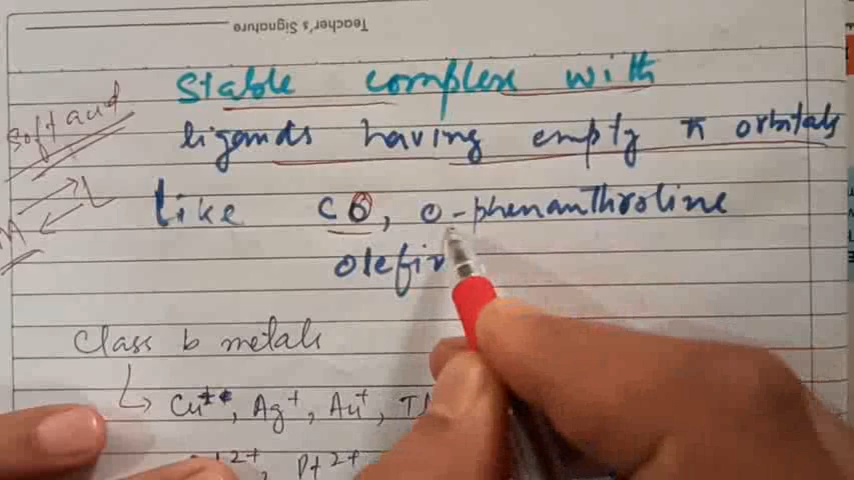 Teacher's Signature
Stable complex with
ligands having empty π orbitals
like CO, o-phenanthroline
olefin
Soft acid
M L
Class b metals
Cu⁺, Ag⁺, Au⁺,
2+, Pt2+